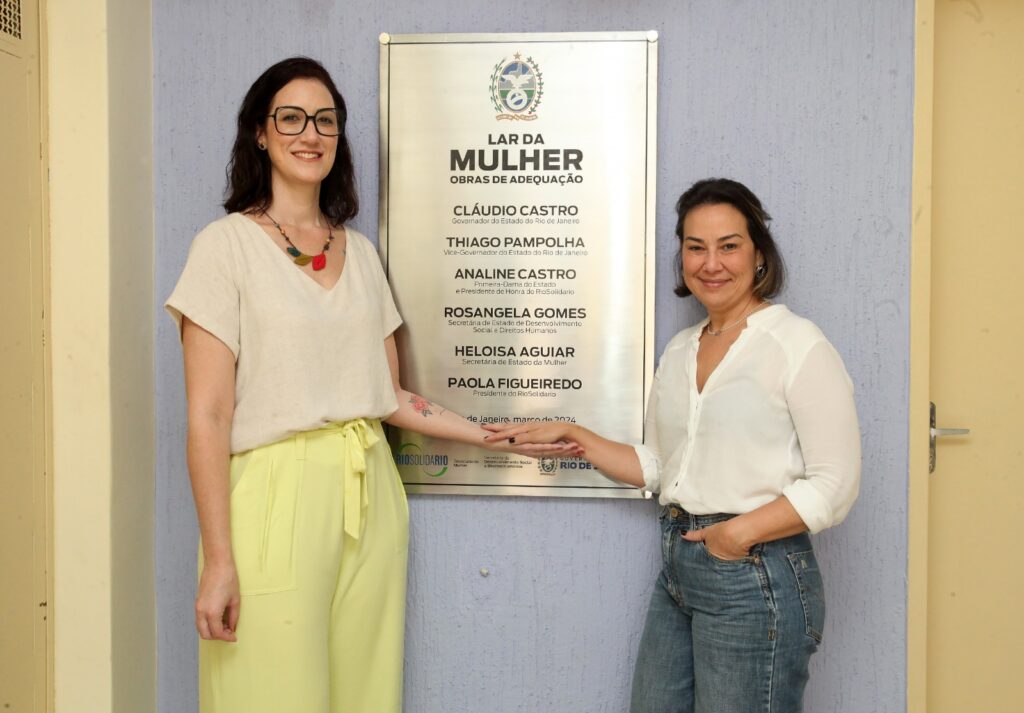 LAR DA
MULHER
OBRAS DE ADEQUAÇÃO
CLÁUDIO CASTRO
Governador do Estado do Rio de Janeiro
THIAGO PAMPOLHA
Vice-Governador do Estado do Rio de Janeiro
ANALINE CASTRO
Primeira-Dama do Estado
e Presidente de Honra do RioSolidario
ROSANGELA GOMES
Secretária de Estado de Desenvolvimento
Social e Direitos Humanos
HELOISA AGUIAR
Secretária de Estado da Mulher
PAOLA FIGUEIREDO
Presidente do RioSolidario
de Janeiro, março de 2024
RIOSOLIDARIO
Mulher
Desenvolvimento Social
RIO DE J